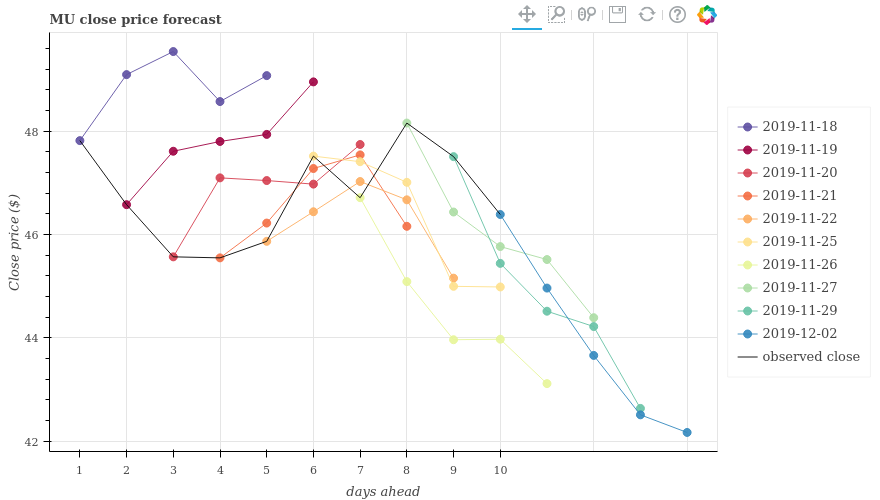 MU close price forecast
Close price ($)
48
46
44
42
1 2 3 4 5 6 7 8 9 10
days ahead
2019-11-18
2019-11-19
2019-11-20
2019-11-21
2019-11-22
2019-11-25
2019-11-26
2019-11-27
2019-11-29
2019-12-02
observed close